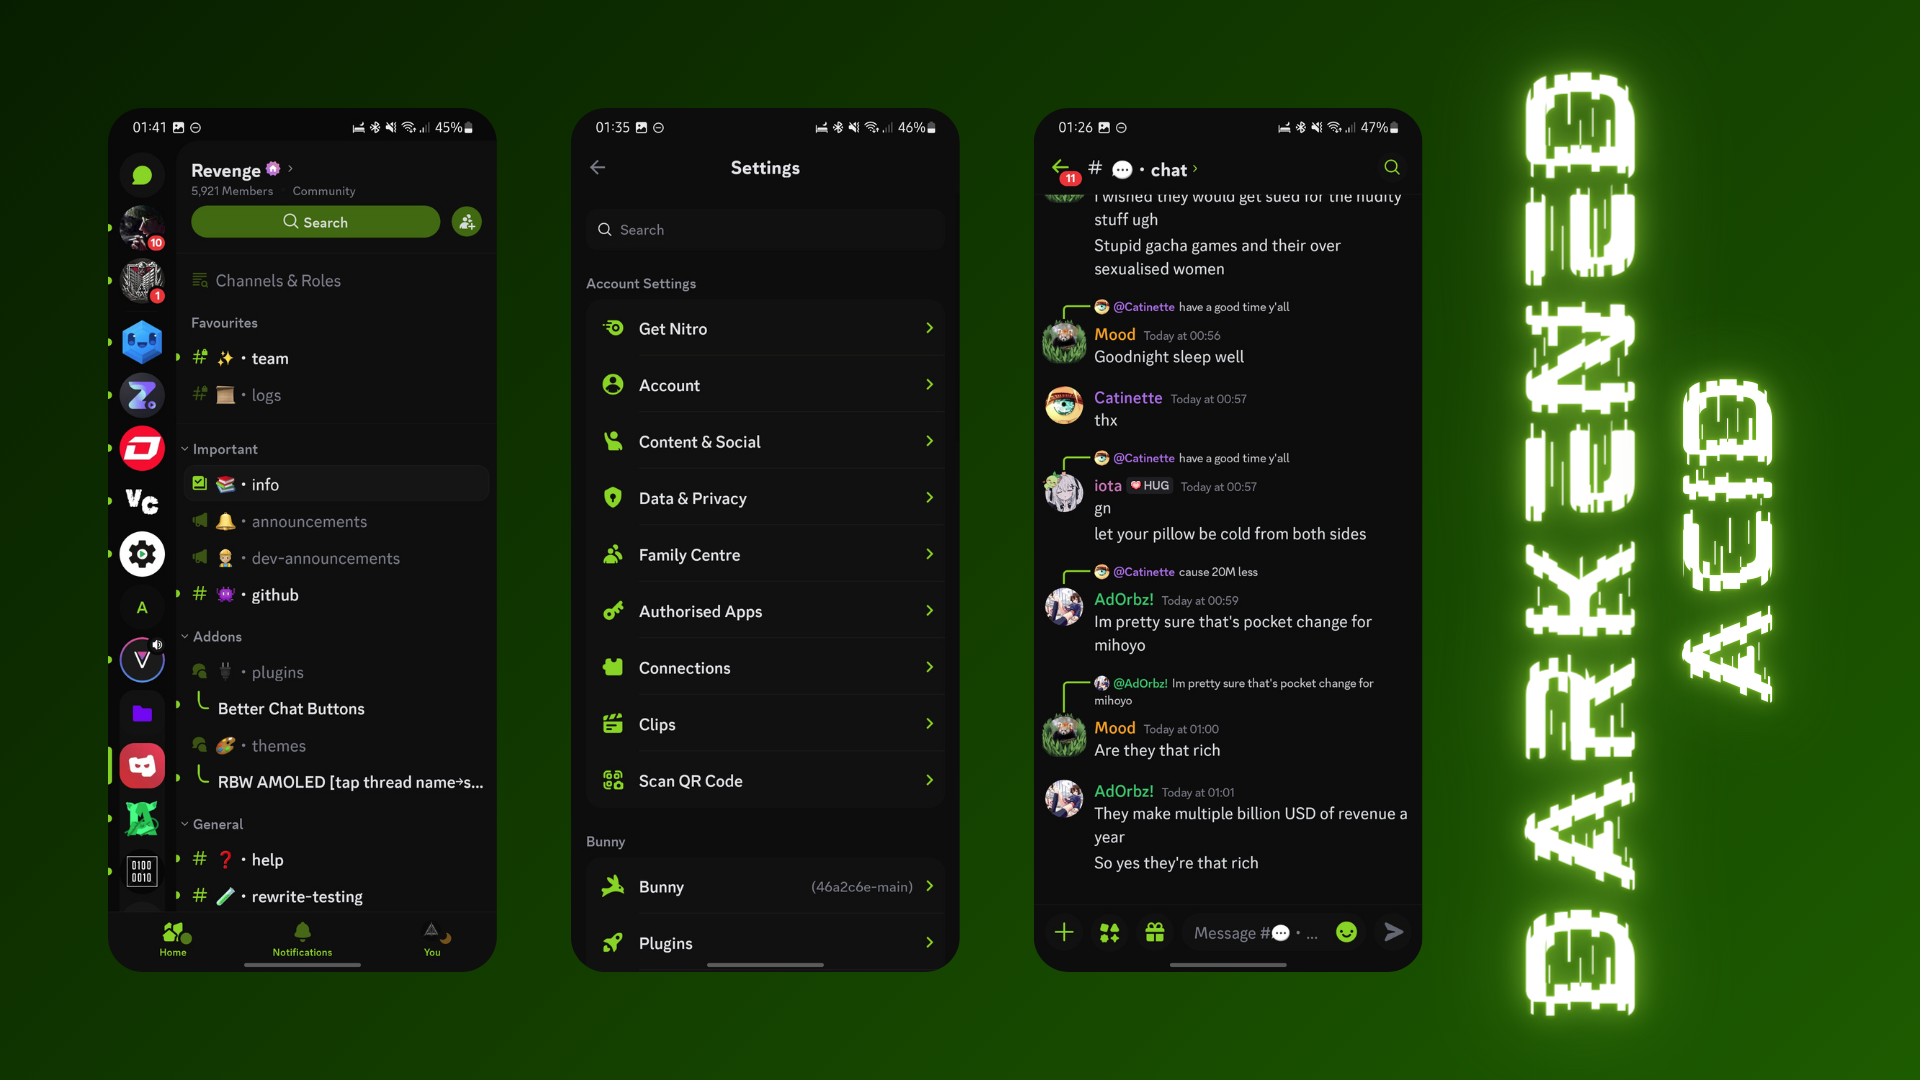 01:41
45%
Revenge
5,921 Members
Community
Search
Channels & Roles
Favourites
# ✨ • team
# 📜 • logs
Important
📚 • info
🔔 • announcements
👷 • dev-announcements
# 👾 • github
Addons
🔌 • plugins
Better Chat Buttons
🎨 • themes
RBW AMOLED [tap thread name→s...
General
# ❓ • help
# 🧪 • rewrite-testing
10
1
VC
A
0100
0010
Home
Notifications
You
01:35
46%
Settings
Search
Account Settings
Get Nitro
Account
Content & Social
Data & Privacy
Family Centre
Authorised Apps
Connections
Clips
Scan QR Code
Bunny
Bunny
(46a2c6e-main)
Plugins
01:26
47%
11
# 💬 • chat
I wished they would get sued for the nudity
stuff ugh
Stupid gacha games and their over
sexualised women
@Catinette have a good time y'all
Mood Today at 00:56
Goodnight sleep well
Catinette Today at 00:57
thx
@Catinette have a good time y'all
iota ❤️ HUG Today at 00:57
gn
let your pillow be cold from both sides
@Catinette cause 20M less
AdOrbz! Today at 00:59
Im pretty sure that's pocket change for
mihoyo
@AdOrbz! Im pretty sure that's pocket change for
mihoyo
Mood Today at 01:00
Are they that rich
AdOrbz! Today at 01:01
They make multiple billion USD of revenue a
year
So yes they're that rich
Message #💬 • ...
DARKENED
ACID